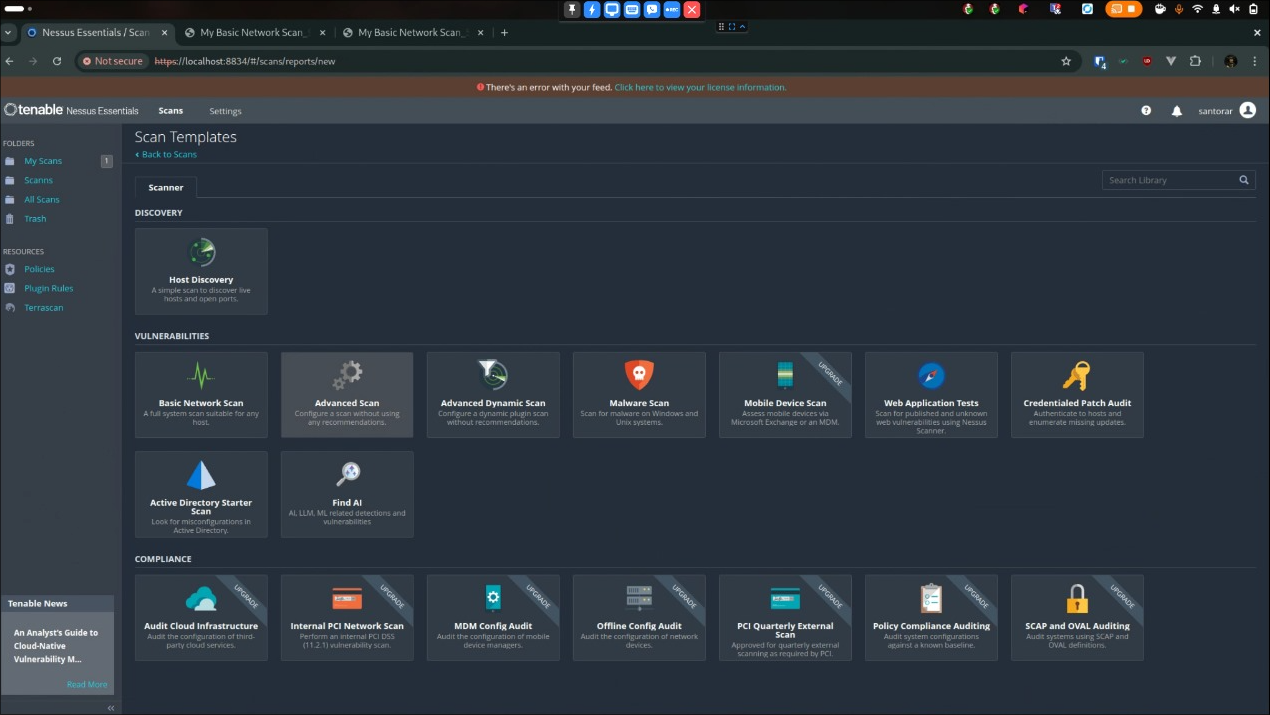 REC
Nessus Essentials / Scan
My Basic Network Scan_
My Basic Network Scan_
Not secure
https://localhost:8834/#/scans/reports/new
4
There's an error with your feed. Click here to view your license information.
tenable Nessus Essentials
Scans
Settings
santorar
FOLDERS
My Scans
1
Scanns
All Scans
Trash
RESOURCES
Policies
Plugin Rules
Terrascan
Tenable News
An Analyst's Guide to
Cloud-Native
Vulnerability M...
Read More
Scan Templates
Back to Scans
Scanner
Search Library
DISCOVERY
Host Discovery
A simple scan to discover live
hosts and open ports.
VULNERABILITIES
Basic Network Scan
A full system scan suitable for any
host.
Advanced Scan
Configure a scan without using
any recommendations.
Advanced Dynamic Scan
Configure a dynamic plugin scan
without recommendations.
Malware Scan
Scan for malware on Windows and
Unix systems.
UPGRADE
Mobile Device Scan
Assess mobile devices via
Microsoft Exchange or an MDM.
Web Application Tests
Scan for published and unknown
web vulnerabilities using Nessus
Scanner.
Credentialed Patch Audit
Authenticate to hosts and
enumerate missing updates.
Active Directory Starter
Scan
Look for misconfigurations in
Active Directory.
Find AI
AI, LLM, ML related detections and
vulnerabilities
COMPLIANCE
UPGRADE
Audit Cloud Infrastructure
Audit the configuration of third-
party cloud services.
UPGRADE
Internal PCI Network Scan
Perform an internal PCI DSS
(11.2.1) vulnerability scan.
UPGRADE
MDM Config Audit
Audit the configuration of mobile
device managers.
UPGRADE
Offline Config Audit
Audit the configuration of network
devices.
UPGRADE
PCI Quarterly External
Scan
Approved for quarterly external
scanning as required by PCI.
UPGRADE
Policy Compliance Auditing
Audit system configurations
against a known baseline.
UPGRADE
SCAP and OVAL Auditing
Audit systems using SCAP and
OVAL definitions.